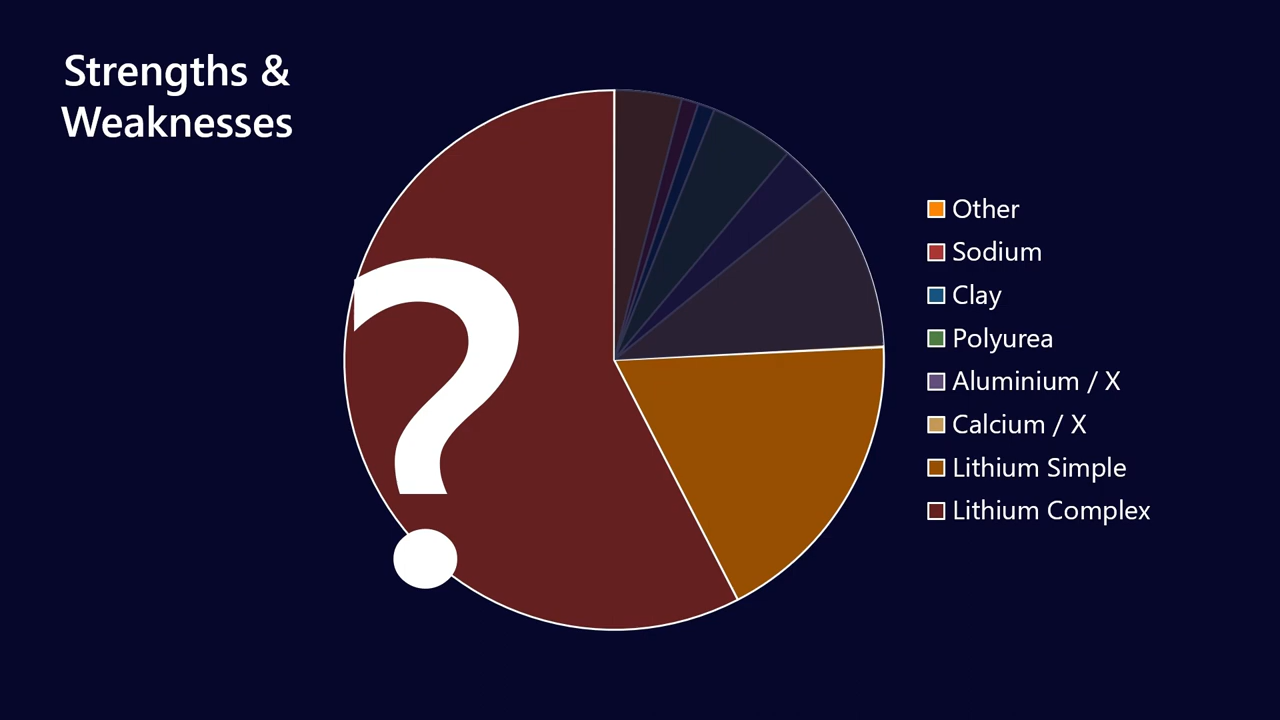 Strengths &
Weaknesses
?
Other
Sodium
Clay
Polyurea
Aluminium / X
Calcium / X
Lithium Simple
Lithium Complex